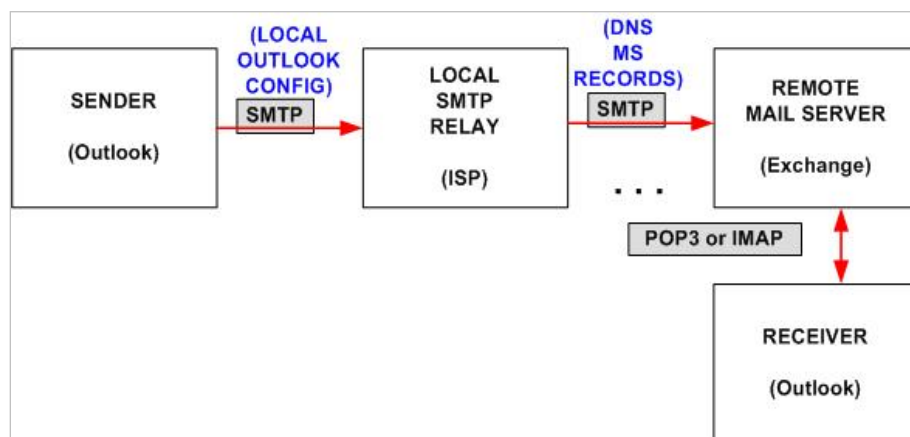 SENDER
(Outlook)
(LOCAL
OUTLOOK
CONFIG)
SMTP
LOCAL
SMTP
RELAY
(ISP)
(DNS
MS
RECORDS)
SMTP
. . .
REMOTE
MAIL SERVER
(Exchange)
POP3 or IMAP
RECEIVER
(Outlook)